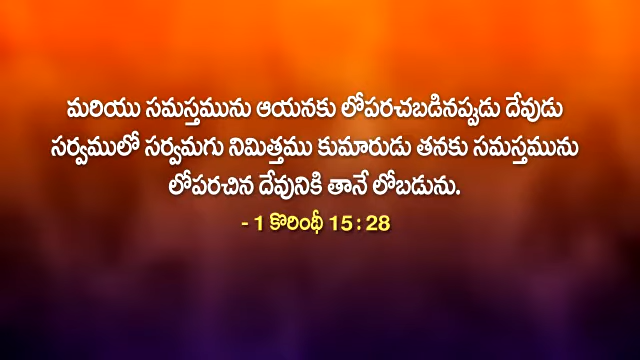 మరియు సమస్తమును ఆయనకు లోపరచబడినప్పుడు దేవుడు
సర్వములో సర్వమగు నిమిత్తము కుమారుడు తనకు సమస్తమును
లోపరచిన దేవునికి తానే లోబడును.
- 1 కొరింథీ 15 : 28